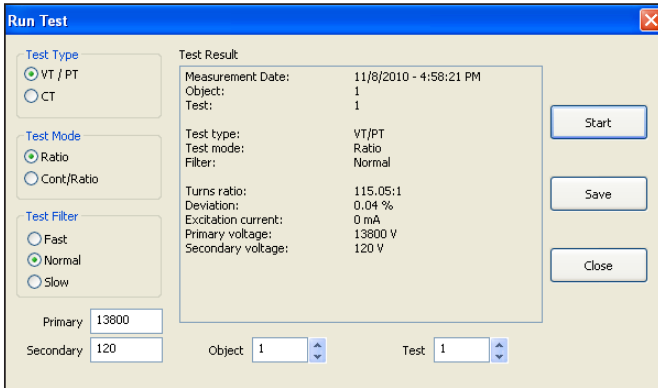 Run Test
Test Type
VT / PT
CT
Test Mode
Ratio
Cont/Ratio
Test Filter
Fast
Normal
Slow
Primary 13800
Secondary 120
Test Result
Measurement Date: 11/8/2010 - 4:58:21 PM
Object: 1
Test: 1
Test type: VT/PT
Test mode: Ratio
Filter: Normal
Turns ratio: 115.05:1
Deviation: 0.04 %
Excitation current: 0 mA
Primary voltage: 13800 V
Secondary voltage: 120 V
Object 1
Test 1
Start
Save
Close